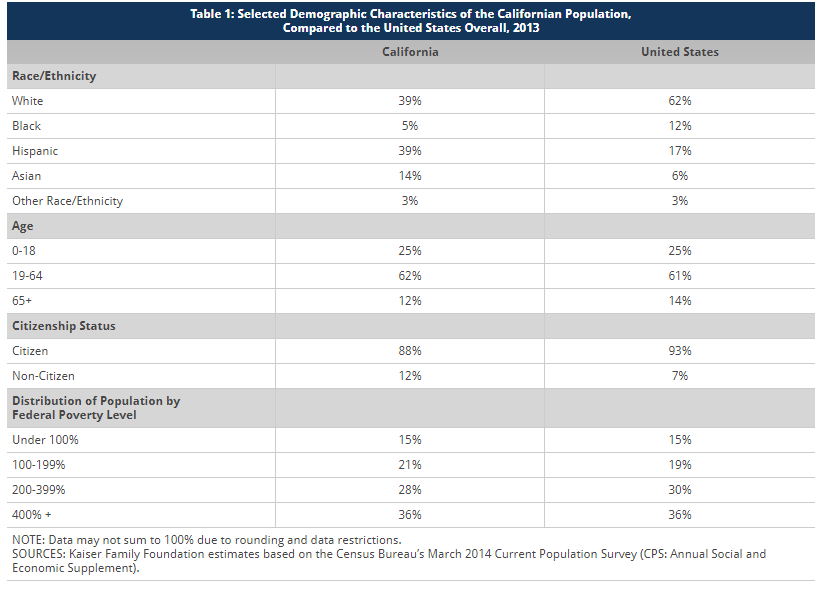 Table 1: Selected Demographic Characteristics of the Californian Population,
Compared to the United States Overall, 2013
California United States
Race/Ethnicity
White 39% 62%
Black 5% 12%
Hispanic 39% 17%
Asian 14% 6%
Other Race/Ethnicity 3% 3%
Age
0-18 25% 25%
19-64 62% 61%
65+ 12% 14%
Citizenship Status
Citizen 88% 93%
Non-Citizen 12% 7%
Distribution of Population by
Federal Poverty Level
Under 100% 15% 15%
100-199% 21% 19%
200-399% 28% 30%
400% + 36% 36%
NOTE: Data may not sum to 100% due to rounding and data restrictions.
SOURCES: Kaiser Family Foundation estimates based on the Census Bureau’s March 2014 Current Population Survey (CPS: Annual Social and
Economic Supplement).